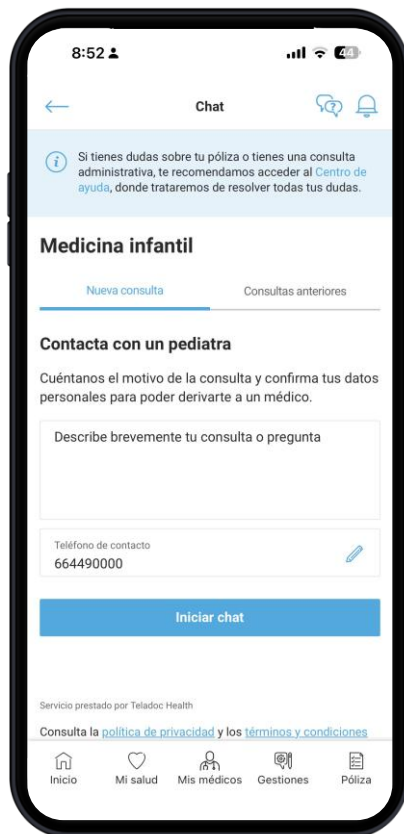 8:52
44
Chat
Si tienes dudas sobre tu póliza o tienes una consulta
administrativa, te recomendamos acceder al Centro de
ayuda, donde trataremos de resolver todas tus dudas.
Medicina infantil
Nueva consulta
Consultas anteriores
Contacta con un pediatra
Cuéntanos el motivo de la consulta y confirma tus datos
personales para poder derivarte a un médico.
Describe brevemente tu consulta o pregunta
Teléfono de contacto
664490000
Iniciar chat
Servicio prestado por Teladoc Health
Consulta la política de privacidad y los términos y condiciones
Inicio
Mi salud
Mis médicos
Gestiones
Póliza